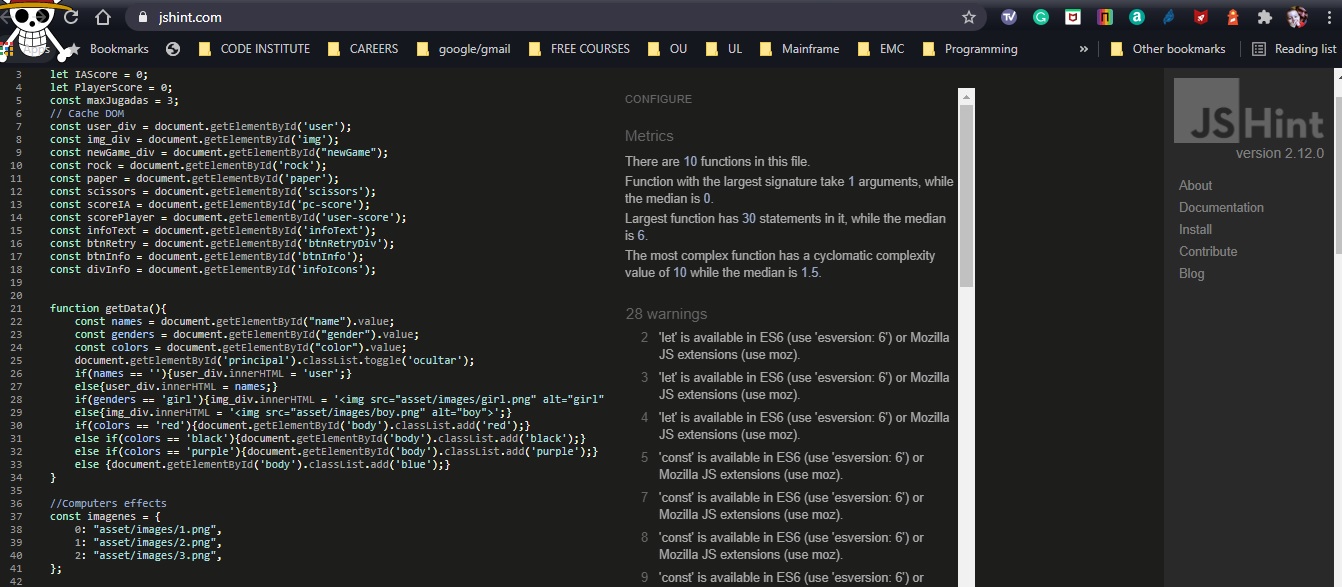 jshint.com
Apps Bookmarks CODE INSTITUTE CAREERS google/gmail FREE COURSES OU UL Mainframe EMC Programming » Other bookmarks Reading list
3 let IAScore = 0;
4 let PlayerScore = 0;
5 const maxJugadas = 3;
6 // Cache DOM
7 const user_div = document.getElementById('user');
8 const img_div = document.getElementById('img');
9 const newGame_div = document.getElementById("newGame");
10 const rock = document.getElementById('rock');
11 const paper = document.getElementById('paper');
12 const scissors = document.getElementById('scissors');
13 const scoreIA = document.getElementById('pc-score');
14 const scorePlayer = document.getElementById('user-score');
15 const infoText = document.getElementById('infoText');
16 const btnRetry = document.getElementById('btnRetryDiv');
17 const btnInfo = document.getElementById('btnInfo');
18 const divInfo = document.getElementById('infoIcons');
19
20
21 function getData(){
22 const names = document.getElementById("name").value;
23 const genders = document.getElementById("gender").value;
24 const colors = document.getElementById("color").value;
25 document.getElementById('principal').classList.toggle('ocultar');
26 if(names == ''){user_div.innerHTML = 'user';}
27 else{user_div.innerHTML = names;}
28 if(genders == 'girl'){img_div.innerHTML = '<img src="asset/images/girl.png" alt="girl"
29 else{img_div.innerHTML = '<img src="asset/images/boy.png" alt="boy">';}
30 if(colors == 'red'){document.getElementById('body').classList.add('red');}
31 else if(colors == 'black'){document.getElementById('body').classList.add('black');}
32 else if(colors == 'purple'){document.getElementById('body').classList.add('purple');}
33 else {document.getElementById('body').classList.add('blue');}
34 }
35
36 //Computers effects
37 const imagenes = {
38 0: "asset/images/1.png",
39 1: "asset/images/2.png",
40 2: "asset/images/3.png",
41 };
42
CONFIGURE
Metrics
There are 10 functions in this file.
Function with the largest signature take 1 arguments, while
the median is 0.
Largest function has 30 statements in it, while the median
is 6.
The most complex function has a cyclomatic complexity
value of 10 while the median is 1.5.
28 warnings
2 'let' is available in ES6 (use 'esversion: 6') or Mozilla
JS extensions (use moz).
3 'let' is available in ES6 (use 'esversion: 6') or Mozilla
JS extensions (use moz).
4 'let' is available in ES6 (use 'esversion: 6') or Mozilla
JS extensions (use moz).
5 'const' is available in ES6 (use 'esversion: 6') or
Mozilla JS extensions (use moz).
7 'const' is available in ES6 (use 'esversion: 6') or
Mozilla JS extensions (use moz).
8 'const' is available in ES6 (use 'esversion: 6') or
Mozilla JS extensions (use moz).
9 'const' is available in ES6 (use 'esversion: 6') or
JSHint
version 2.12.0
About
Documentation
Install
Contribute
Blog